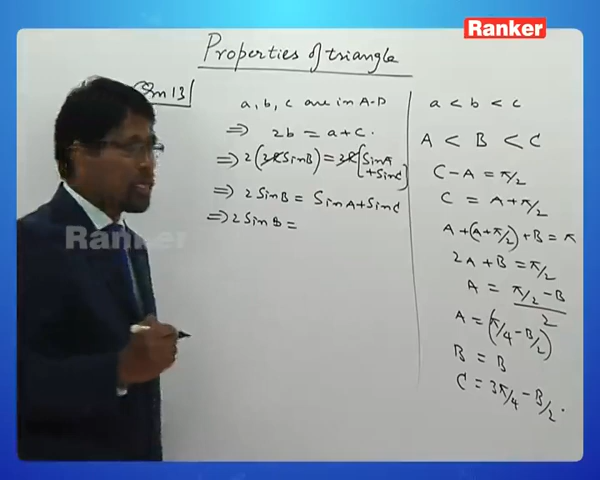 Ranker
Properties of triangle
Qn 13
a, b, c are in A.P
⇒ 2b = a + c.
⇒ 2(2R SinB) = 2R[SinA
+ SinC]
⇒ 2 SinB = SinA + SinC
⇒ 2 SinB =
a < b < c
A < B < C
C - A = π/2
C = A + π/2
A + (A + π/2) + B = π
2A + B = π/2
A = π/2 - B
2
A = (π/4 - B/2)
B = B
C = 3π/4 - B/2.
Ranker